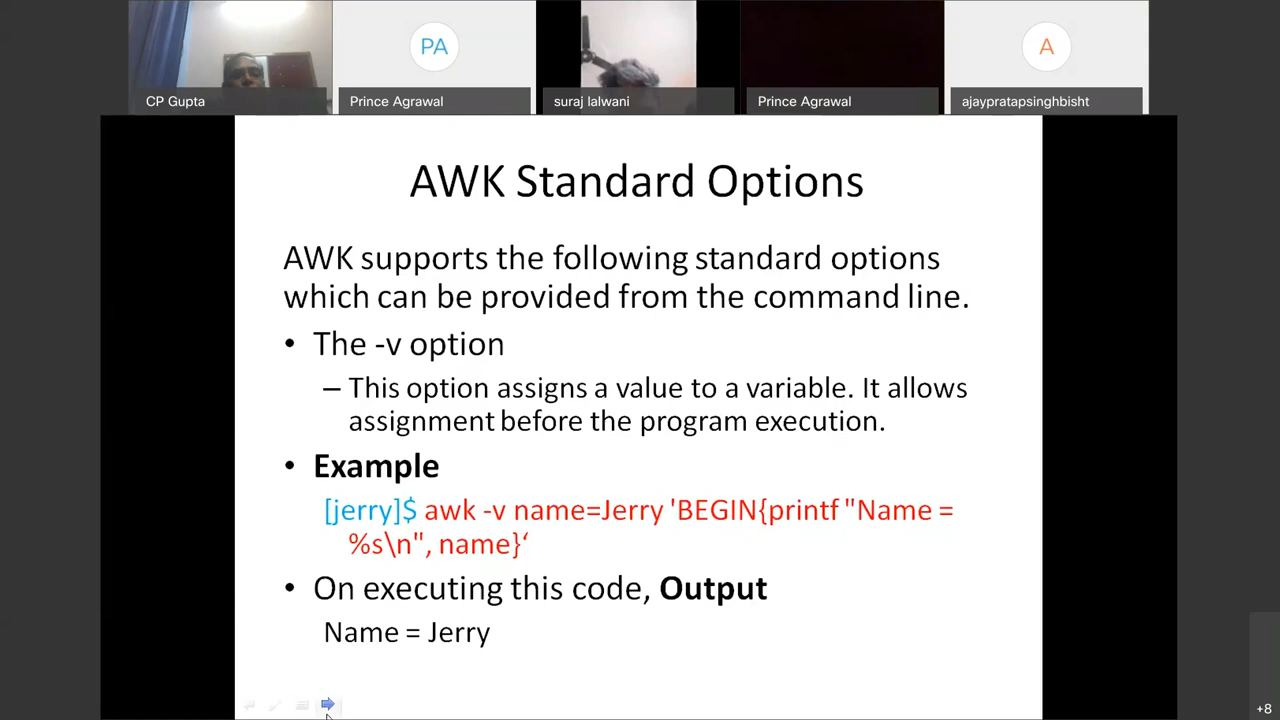 PA
A
CP Gupta
Prince Agrawal
suraj lalwani
Prince Agrawal
ajaypratapsinghbisht
AWK Standard Options
AWK supports the following standard options
which can be provided from the command line.
• The -v option
– This option assigns a value to a variable. It allows
assignment before the program execution.
• Example
[jerry]$ awk -v name=Jerry 'BEGIN{printf "Name =
%s\n", name}‘
• On executing this code, Output
Name = Jerry
+8